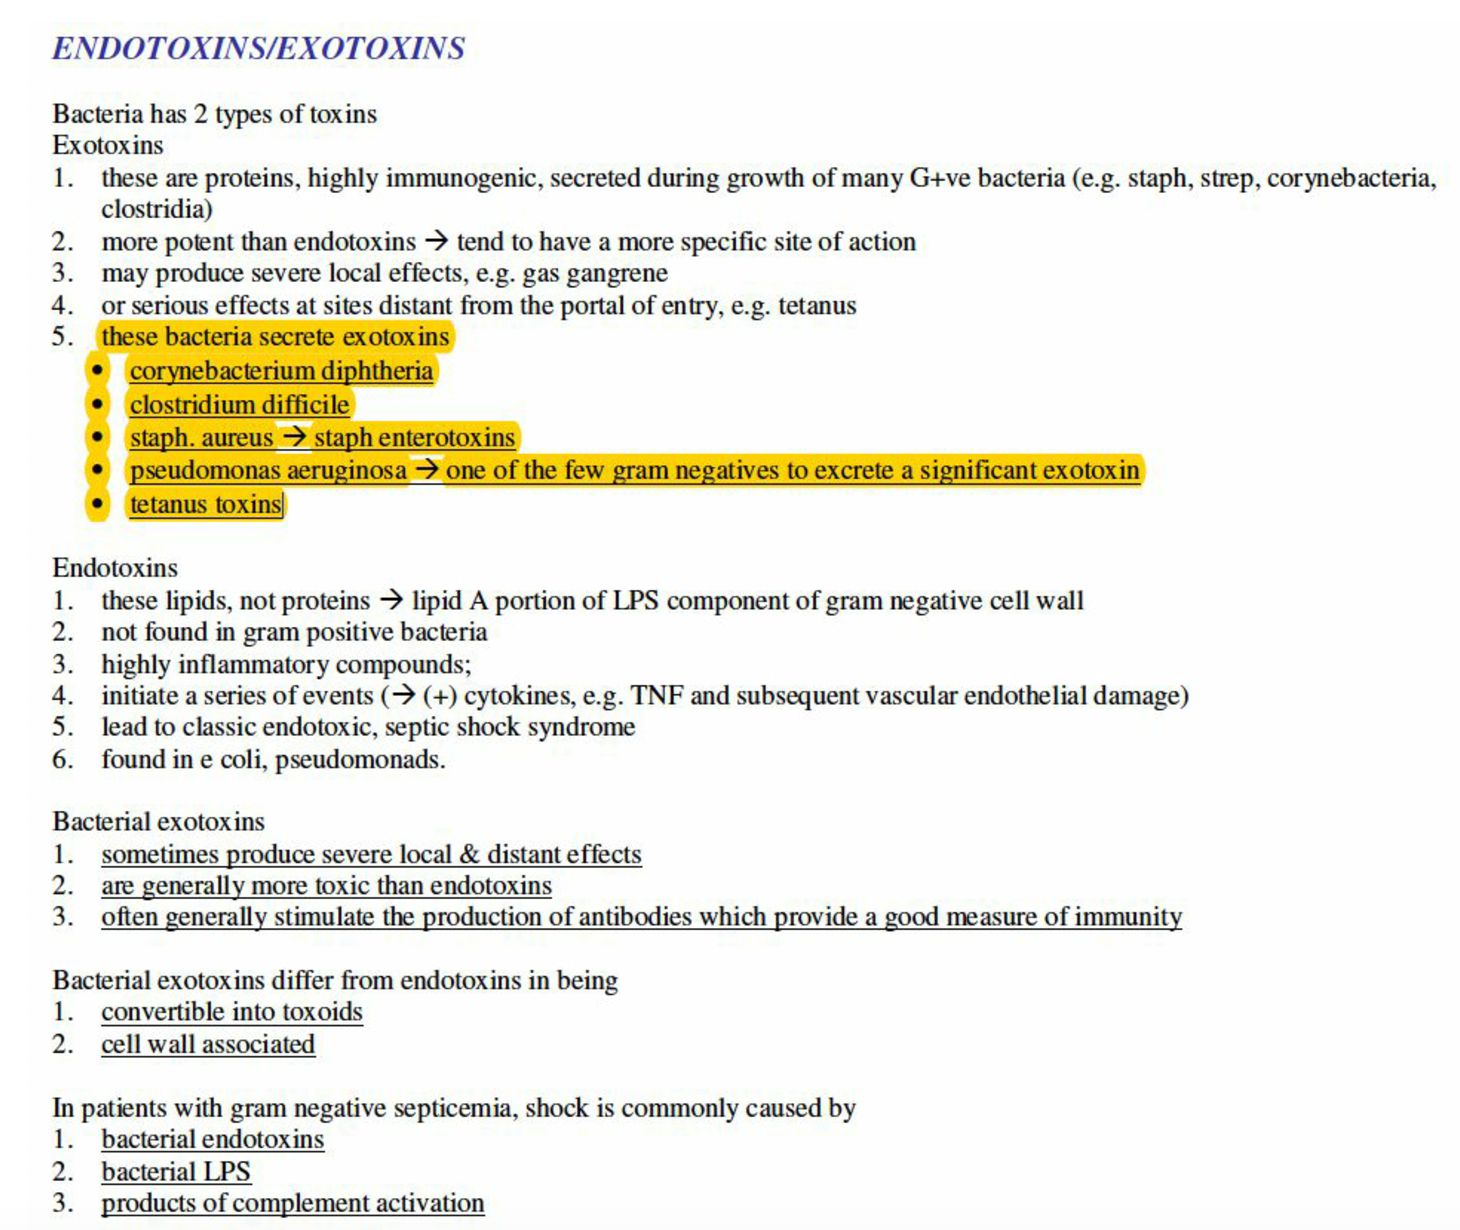 ENDOTOXINS/EXOTOXINS
Bacteria has 2 types of toxins
Exotoxins
1. these are proteins, highly immunogenic, secreted during growth of many G+ve bacteria (e.g. staph, strep, corynebacteria,
clostridia)
2. more potent than endotoxins → tend to have a more specific site of action
3. may produce severe local effects, e.g. gas gangrene
4. or serious effects at sites distant from the portal of entry, e.g. tetanus
5. these bacteria secrete exotoxins
• corynebacterium diphtheria
• clostridium difficile
• staph. aureus → staph enterotoxins
• pseudomonas aeruginosa → one of the few gram negatives to excrete a significant exotoxin
• tetanus toxins
Endotoxins
1. these lipids, not proteins → lipid A portion of LPS component of gram negative cell wall
2. not found in gram positive bacteria
3. highly inflammatory compounds;
4. initiate a series of events (→ (+) cytokines, e.g. TNF and subsequent vascular endothelial damage)
5. lead to classic endotoxic, septic shock syndrome
6. found in e coli, pseudomonads.
Bacterial exotoxins
1. sometimes produce severe local & distant effects
2. are generally more toxic than endotoxins
3. often generally stimulate the production of antibodies which provide a good measure of immunity
Bacterial exotoxins differ from endotoxins in being
1. convertible into toxoids
2. cell wall associated
In patients with gram negative septicemia, shock is commonly caused by
1. bacterial endotoxins
2. bacterial LPS
3. products of complement activation